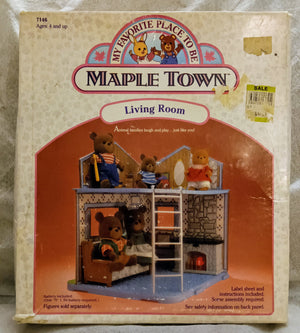 7146
Ages 4 and up
MY FAVORITE PLACE TO BE
MAPLE TOWN
SALE
Living Room
Animal families laugh and play...just like you!
Battery included.
Figures sold separately.
Label sheet and
instructions included.
Some assembly required.
See safety information on back panel.